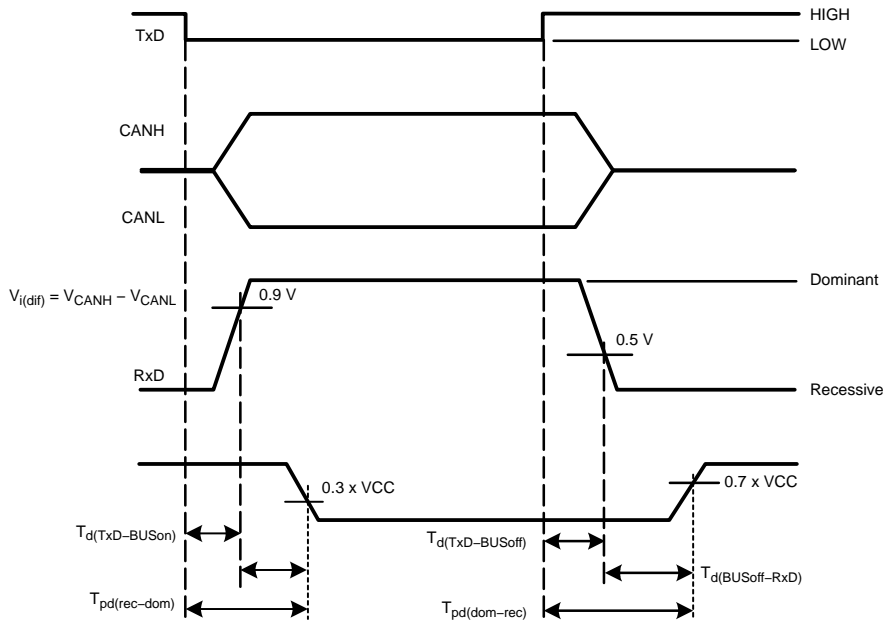 HIGH
TxD
LOW
CANH
CANL
Dominant
V_i(dif) = V_CANH − V_CANL
0.9 V
0.5 V
RxD
Recessive
0.3 x VCC
0.7 x VCC
T_d(TxD−BUSon)
T_d(TxD−BUSoff)
T_d(BUSoff−RxD)
T_pd(rec−dom)
T_pd(dom−rec)